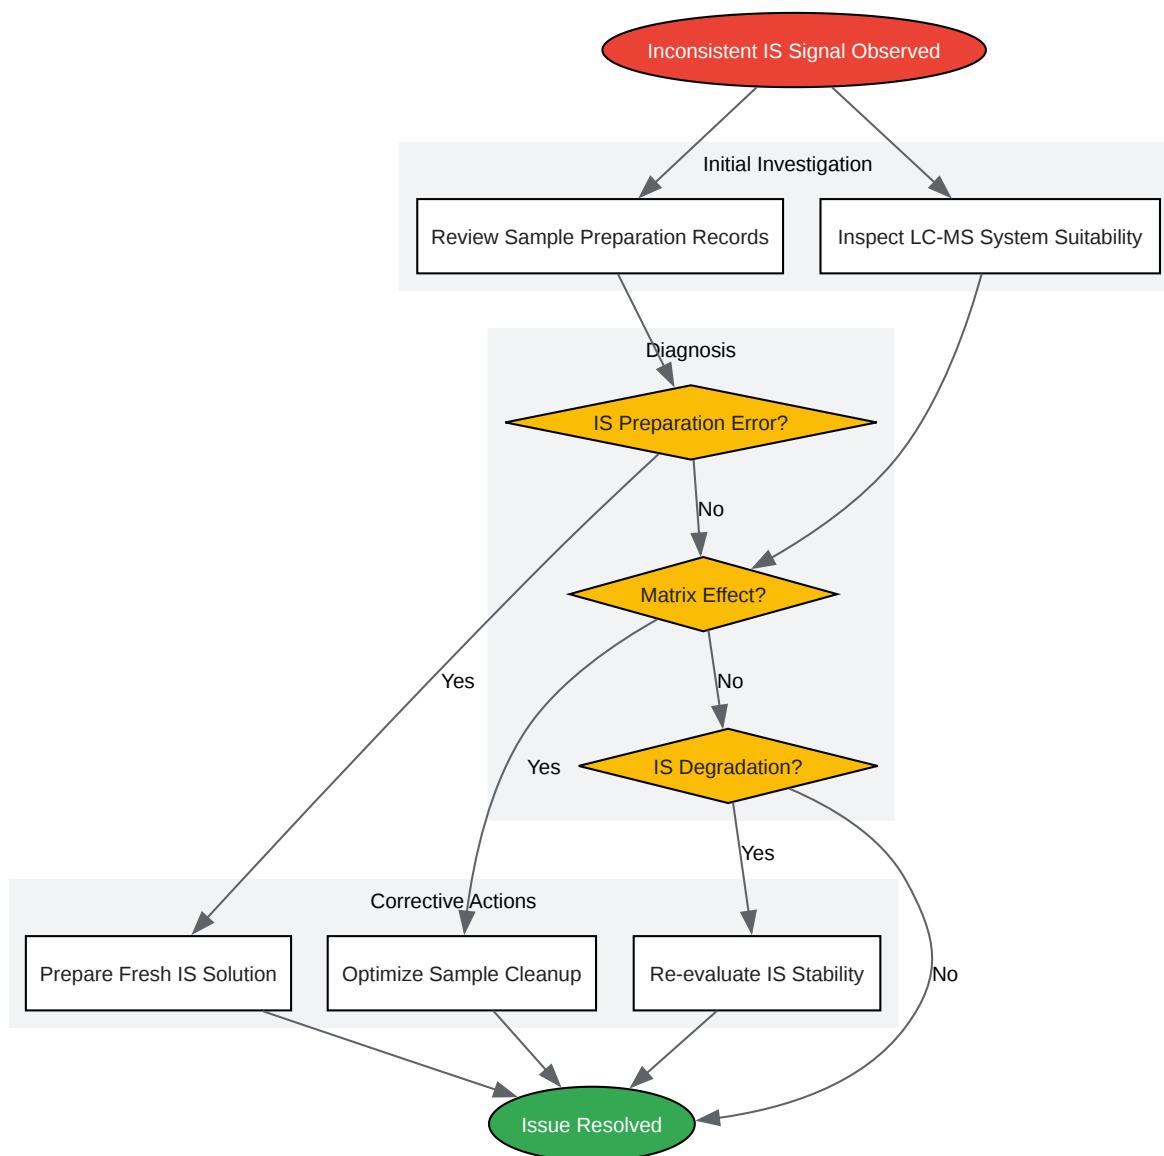 Inconsistent IS Signal Observed
Initial Investigation
Review Sample Preparation Records
Inspect LC-MS System Suitability
Diagnosis
IS Preparation Error?
No
Matrix Effect?
Yes
No
Yes
IS Degradation?
Yes
Corrective Actions
Prepare Fresh IS Solution
Optimize Sample Cleanup
Re-evaluate IS Stability
No
Issue Resolved